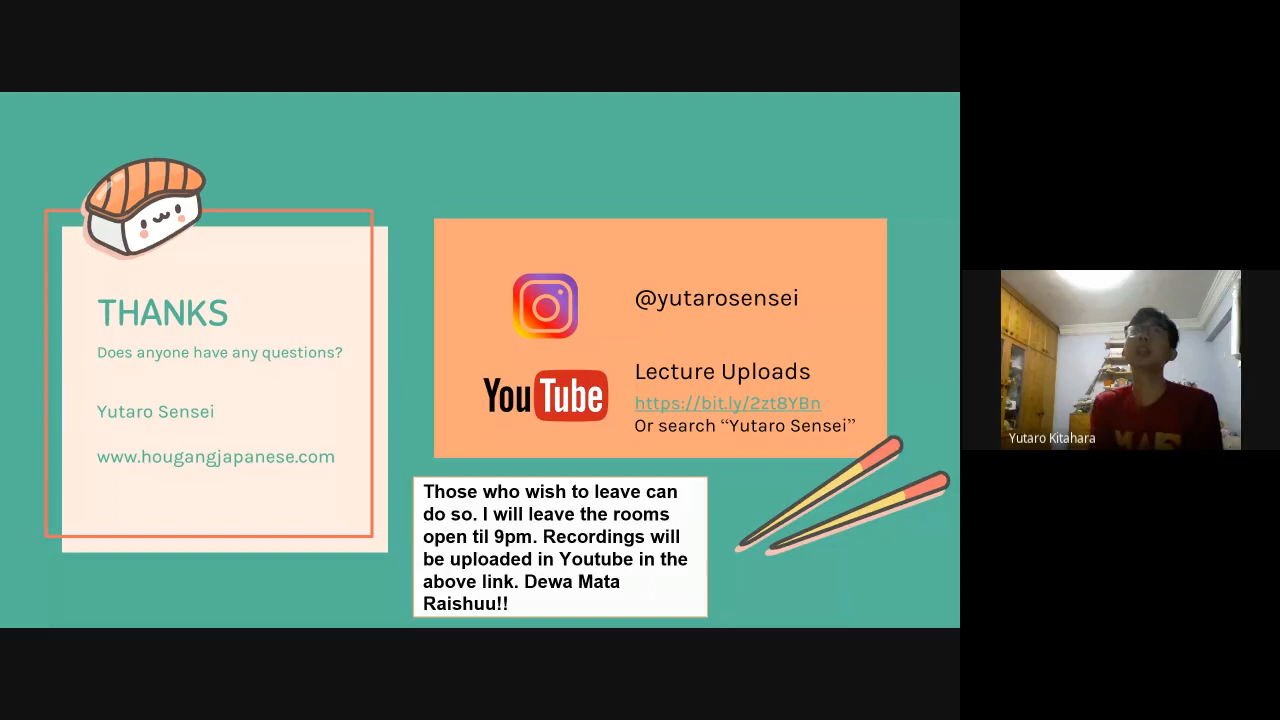 THANKS
Does anyone have any questions?
Yutaro Sensei
www.hougangjapanese.com
@yutarosensei
YouTube
Lecture Uploads
https://bit.ly/2zt8YBn
Or search “Yutaro Sensei”
Those who wish to leave can
do so. I will leave the rooms
open til 9pm. Recordings will
be uploaded in Youtube in the
above link. Dewa Mata
Raishuu!!
Yutaro Kitahara